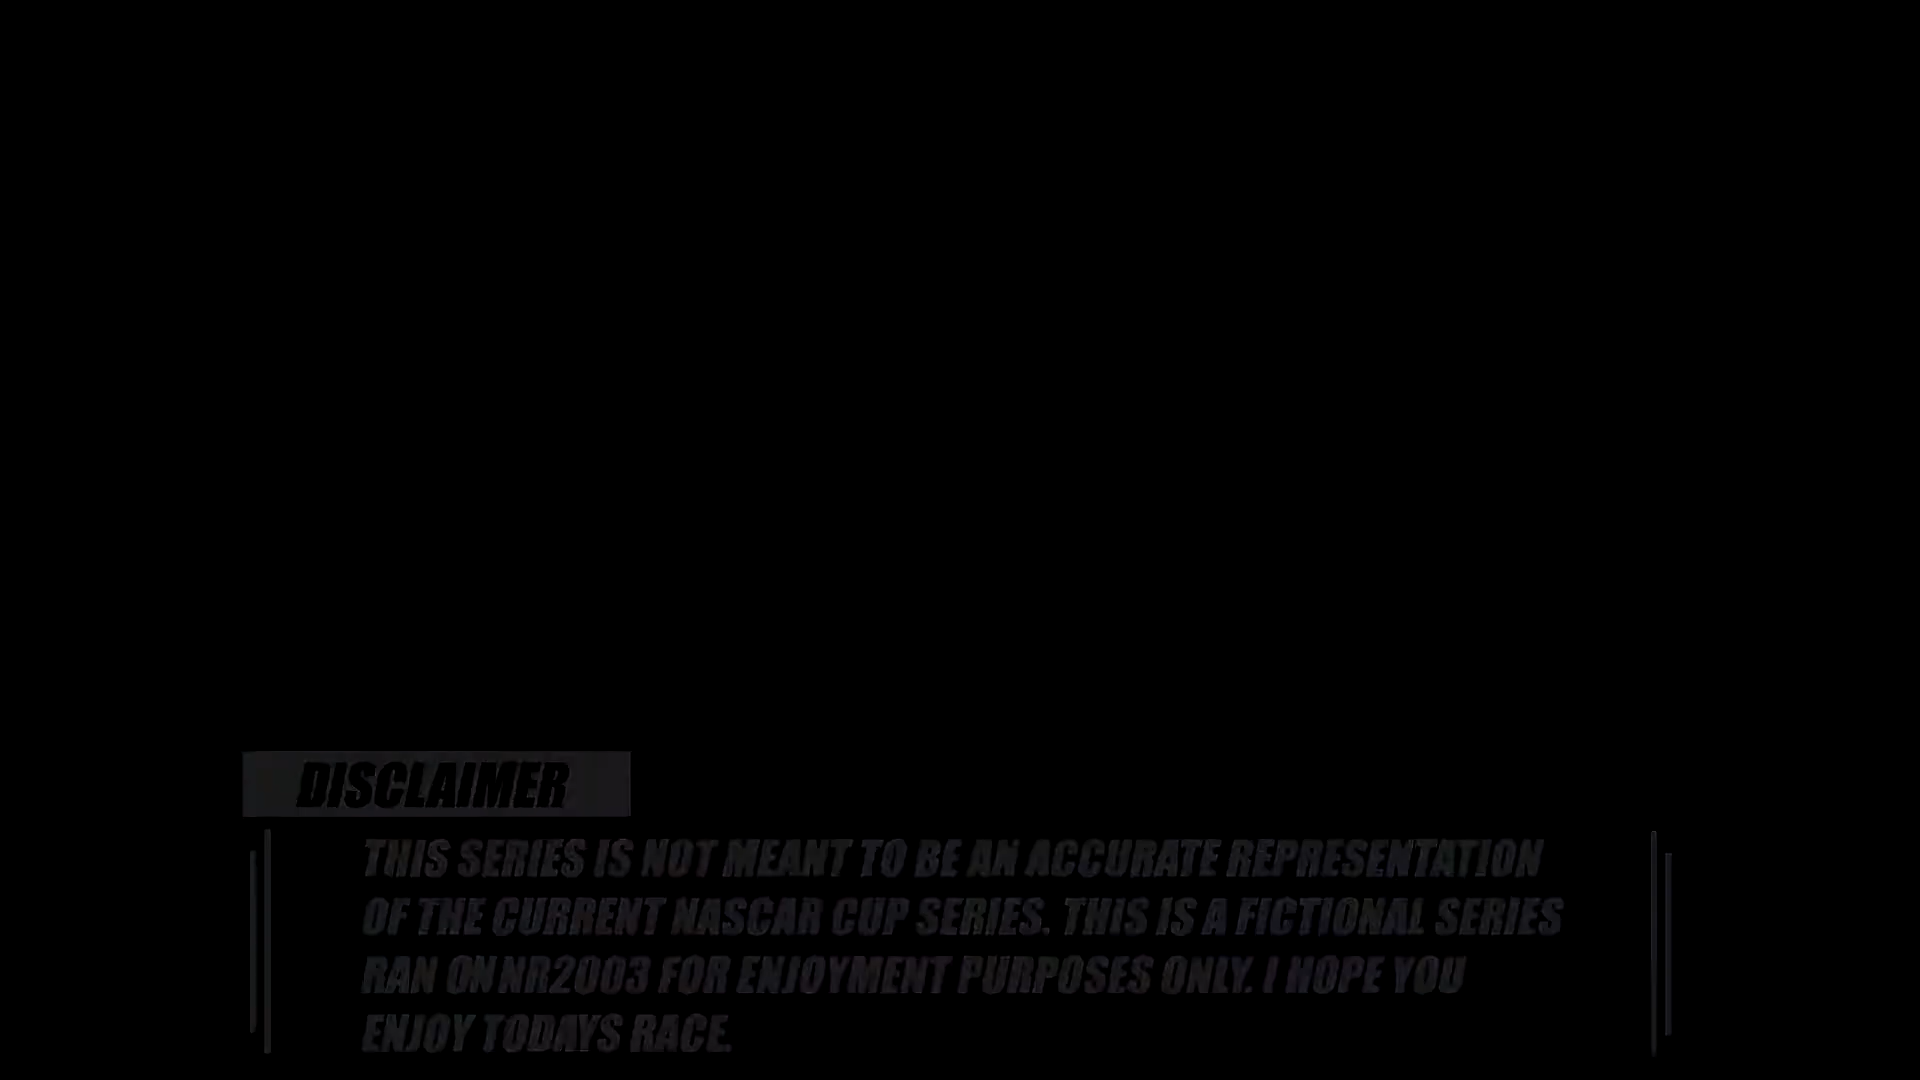 DISCLAIMER
THIS SERIES IS NOT MEANT TO BE AN ACCURATE REPRESENTATION
OF THE CURRENT NASCAR CUP SERIES. THIS IS A FICTIONAL SERIES
RAN ON NR2003 FOR ENJOYMENT PURPOSES ONLY. I HOPE YOU
ENJOY TODAYS RACE.